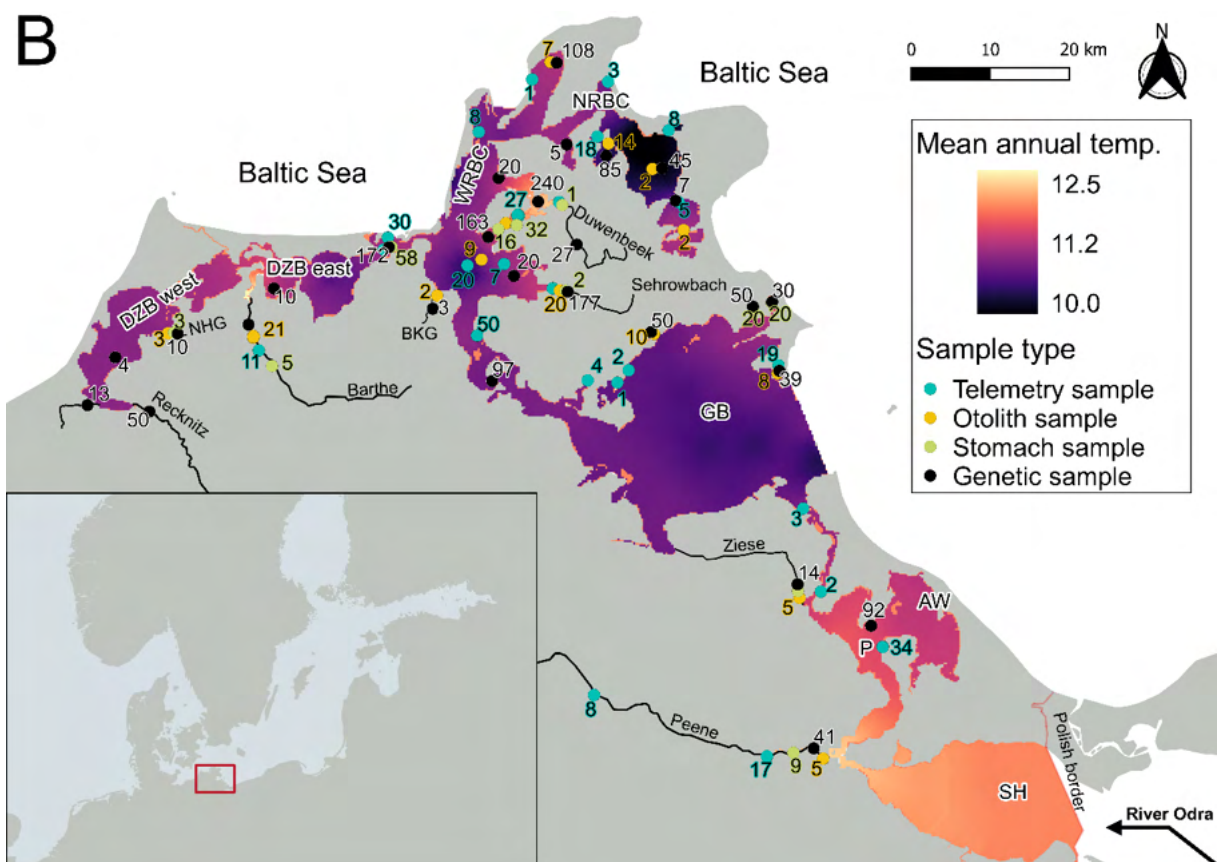 B
N
0 10 20 km
Baltic Sea
Baltic Sea
Mean annual temp.
12.5
11.2
10.0
Sample type
Telemetry sample
Otolith sample
Stomach sample
Genetic sample
7
108
1
3
NRBC
8
8
5
18
14
85
45
2
7
5
2
WRBC
20
240
1
27
163
16
32
Duwenbeek
27
9
20
7
20
2
20
177
Sehrowbach
30
172
58
DZB east
DZB west
10
3
3
NHG
10
4
13
50
Recknitz
21
11
5
Barthe
2
3
BKG
50
97
4
2
1
10
50
50
30
20
20
19
8
39
GB
3
Ziese
14
5
2
AW
92
P
34
8
Peene
17
9
41
5
SH
Polish border
River Odra